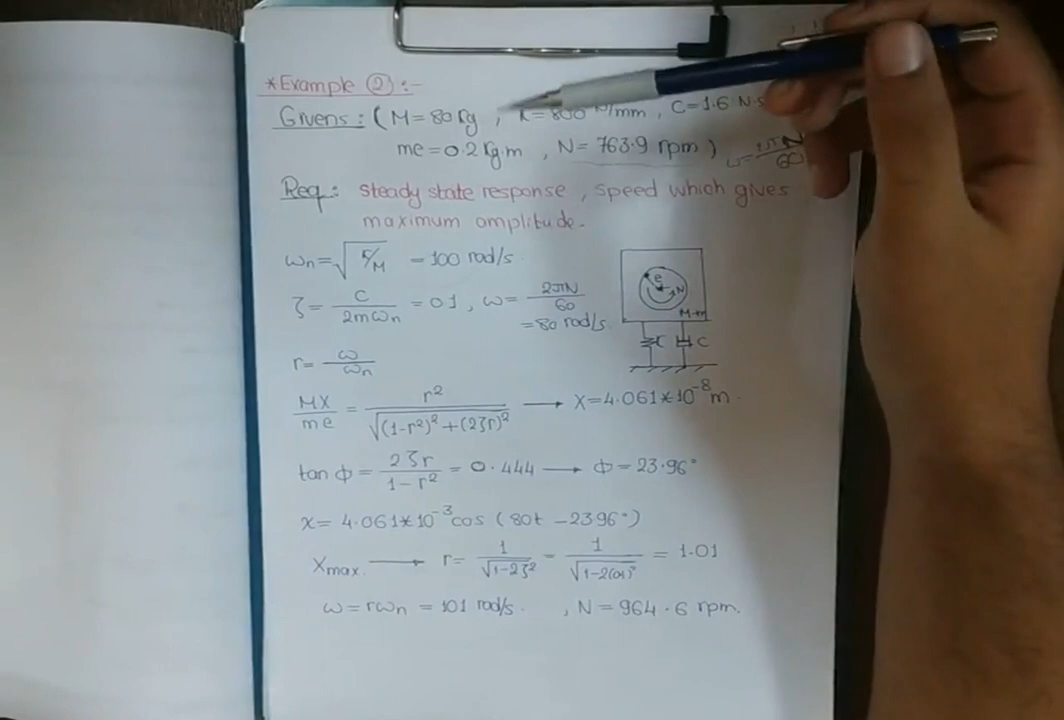 *Example ② :-
Givens : ( M = 80 kg , K = 800 N/mm , C = 1.6 N.s
me = 0.2 kg.m , N = 763.9 rpm )
60
Req : steady state response , speed which gives
maximum amplitude.
ωn = √K/M = 100 rad/s
ζ = C / 2mωn = 0.1 , ω = 2πN / 60
= 80 rad/s
r = ω / ωn
e
N
M-m
K C
MX / me = r² / √(1-r²)² + (2ζr)² → X = 4.061*10⁻⁸ m
tan φ = 2ζr / 1 - r² = 0.444 → φ = 23.96°
x = 4.061*10⁻³ cos ( 80t - 23.96° )
Xmax. → r = 1 / √1-2ζ² = 1 / √1-2(0.1)² = 1.01
ω = rωn = 101 rad/s. , N = 964.6 rpm.